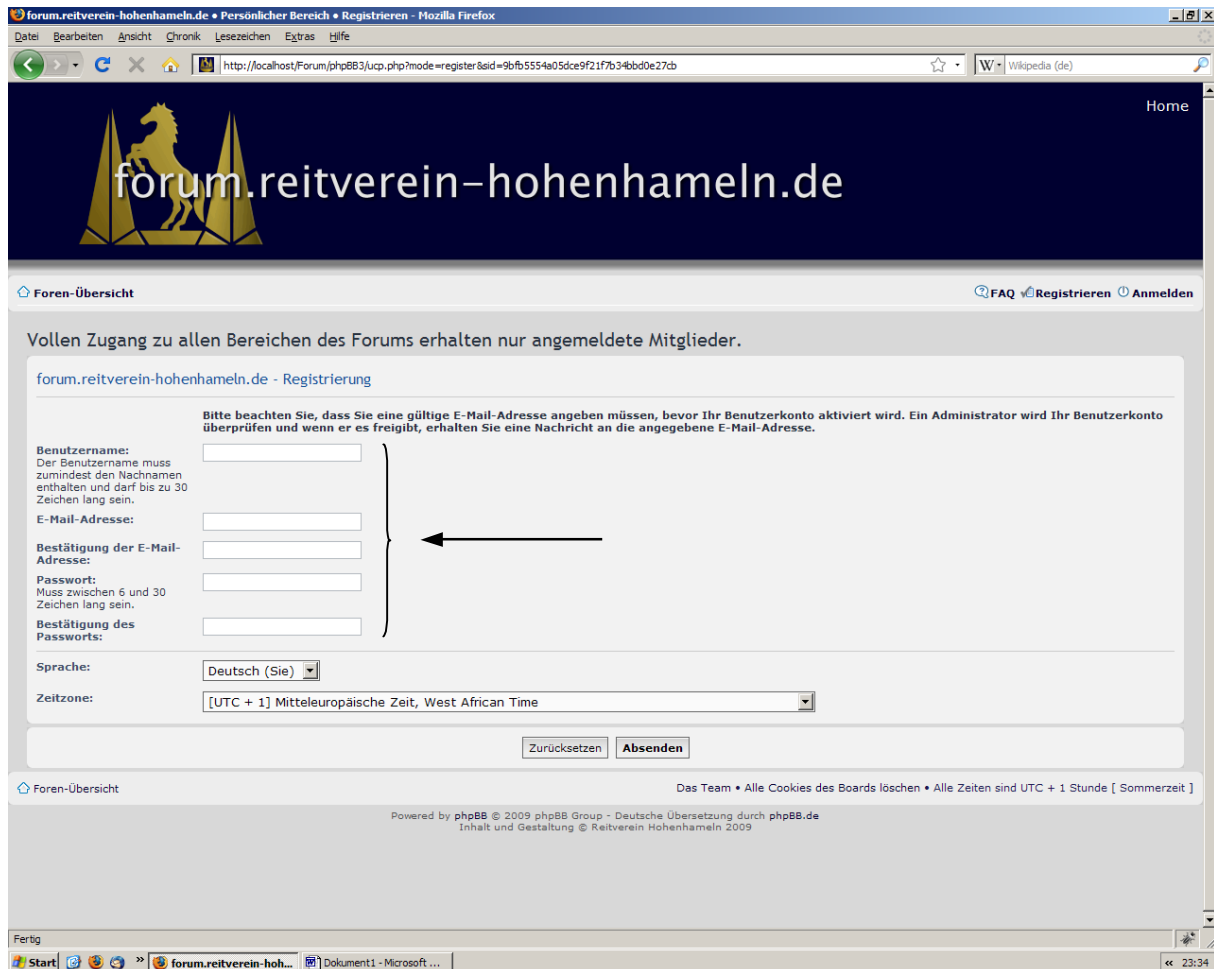 forum.reitverein-hohenhameln.de • Persönlicher Bereich • Registrieren - Mozilla Firefox
Datei Bearbeiten Ansicht Chronik Lesezeichen Extras Hilfe
http://localhost/Forum/phpBB3/ucp.php?mode=register&sid=9bfb5554a05dce9f21f7b34bbd0e27cb
W Wikipedia (de)
Home
forum.reitverein-hohenhameln.de
Foren-Übersicht
FAQ Registrieren Anmelden
Vollen Zugang zu allen Bereichen des Forums erhalten nur angemeldete Mitglieder.
forum.reitverein-hohenhameln.de - Registrierung
Bitte beachten Sie, dass Sie eine gültige E-Mail-Adresse angeben müssen, bevor Ihr Benutzerkonto aktiviert wird. Ein Administrator wird Ihr Benutzerkonto
überprüfen und wenn er es freigibt, erhalten Sie eine Nachricht an die angegebene E-Mail-Adresse.
Benutzername:
Der Benutzername muss
zumindest den Nachnamen
enthalten und darf bis zu 30
Zeichen lang sein.
E-Mail-Adresse:
Bestätigung der E-Mail-
Adresse:
Passwort:
Muss zwischen 6 und 30
Zeichen lang sein.
Bestätigung des
Passworts:
Sprache:
Deutsch (Sie)
Zeitzone:
[UTC + 1] Mitteleuropäische Zeit, West African Time
Zurücksetzen Absenden
Foren-Übersicht
Das Team • Alle Cookies des Boards löschen • Alle Zeiten sind UTC + 1 Stunde [ Sommerzeit ]
Powered by phpBB © 2009 phpBB Group - Deutsche Übersetzung durch phpBB.de
Inhalt und Gestaltung © Reitverein Hohenhameln 2009
Fertig
Start » forum.reitverein-hoh... Dokument1 - Microsoft ... « 23:34